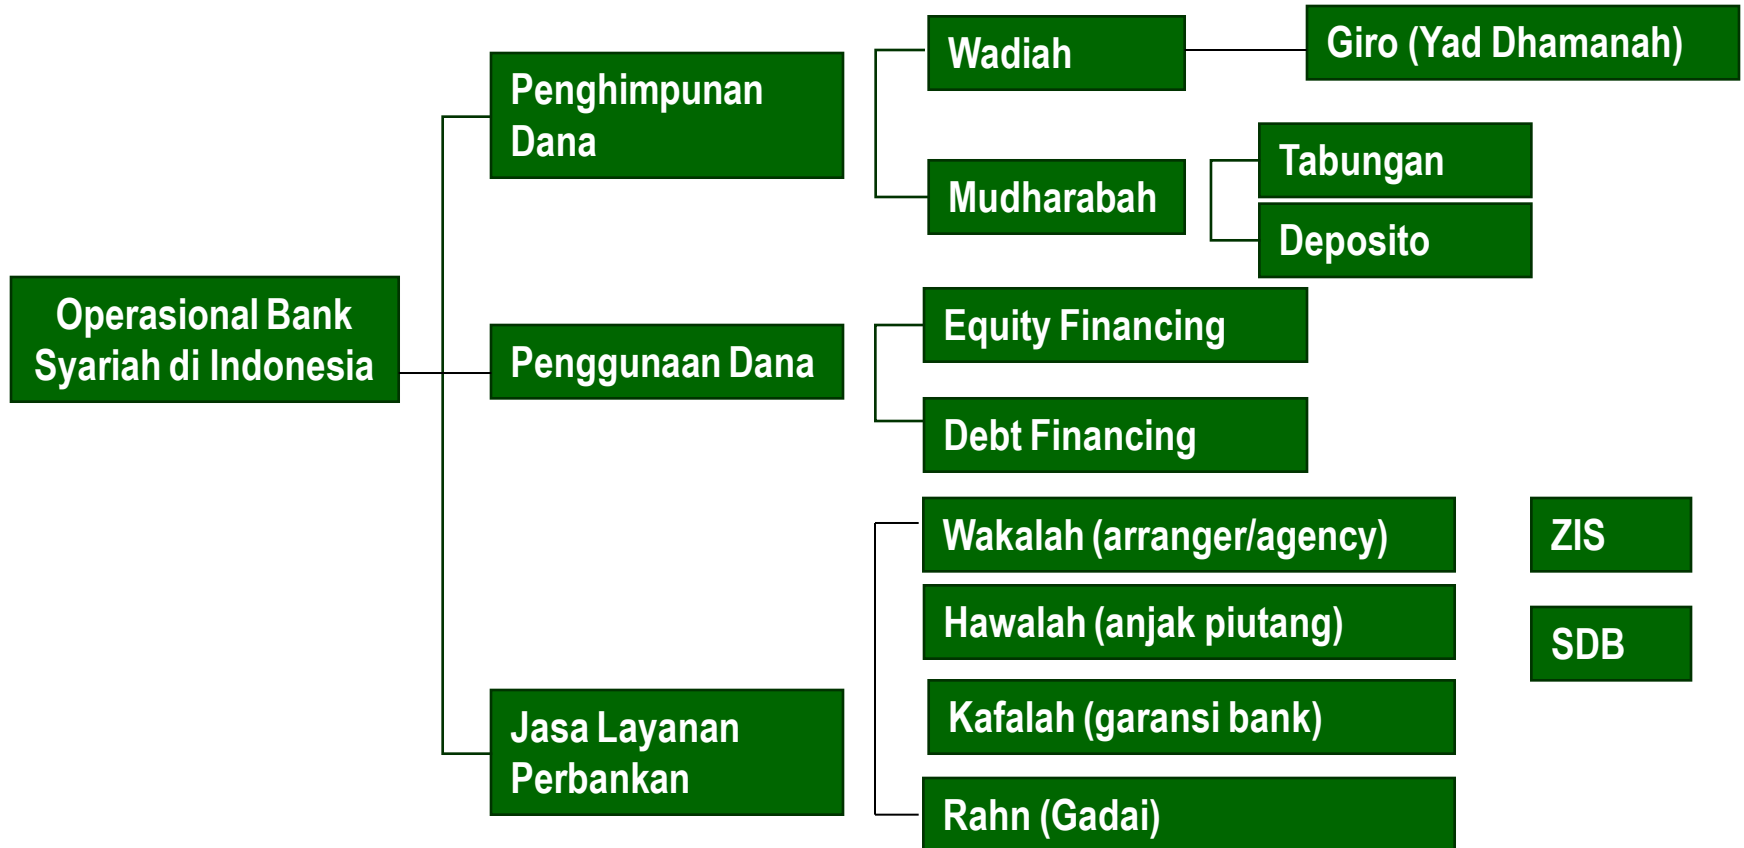 Operasional Bank
Syariah di Indonesia
Penghimpunan
Dana
Wadiah
Giro (Yad Dhamanah)
Mudharabah
Tabungan
Deposito
Penggunaan Dana
Equity Financing
Debt Financing
Jasa Layanan
Perbankan
Wakalah (arranger/agency)
Hawalah (anjak piutang)
Kafalah (garansi bank)
Rahn (Gadai)
ZIS
SDB